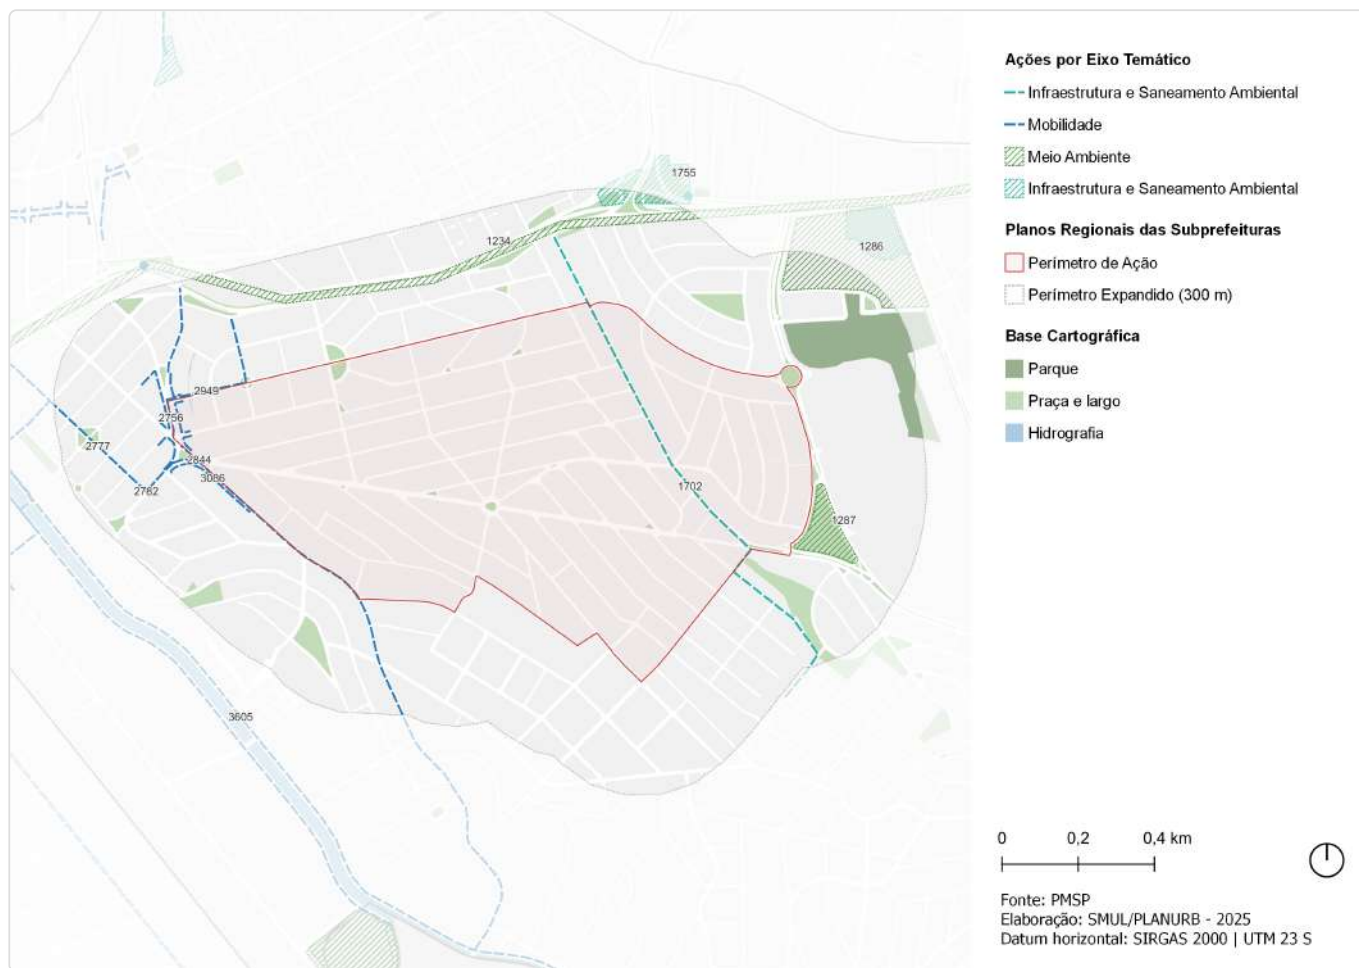 1755
1234
1286
2949
2756
2777
2844
3086
2762
1702
1287
3605
Ações por Eixo Temático
Infraestrutura e Saneamento Ambiental
Mobilidade
Meio Ambiente
Infraestrutura e Saneamento Ambiental
Planos Regionais das Subprefeituras
Perímetro de Ação
Perímetro Expandido (300 m)
Base Cartográfica
Parque
Praça e largo
Hidrografia
0 0,2 0,4 km
Fonte: PMSP
Elaboração: SMUL/PLANURB - 2025
Datum horizontal: SIRGAS 2000 | UTM 23 S